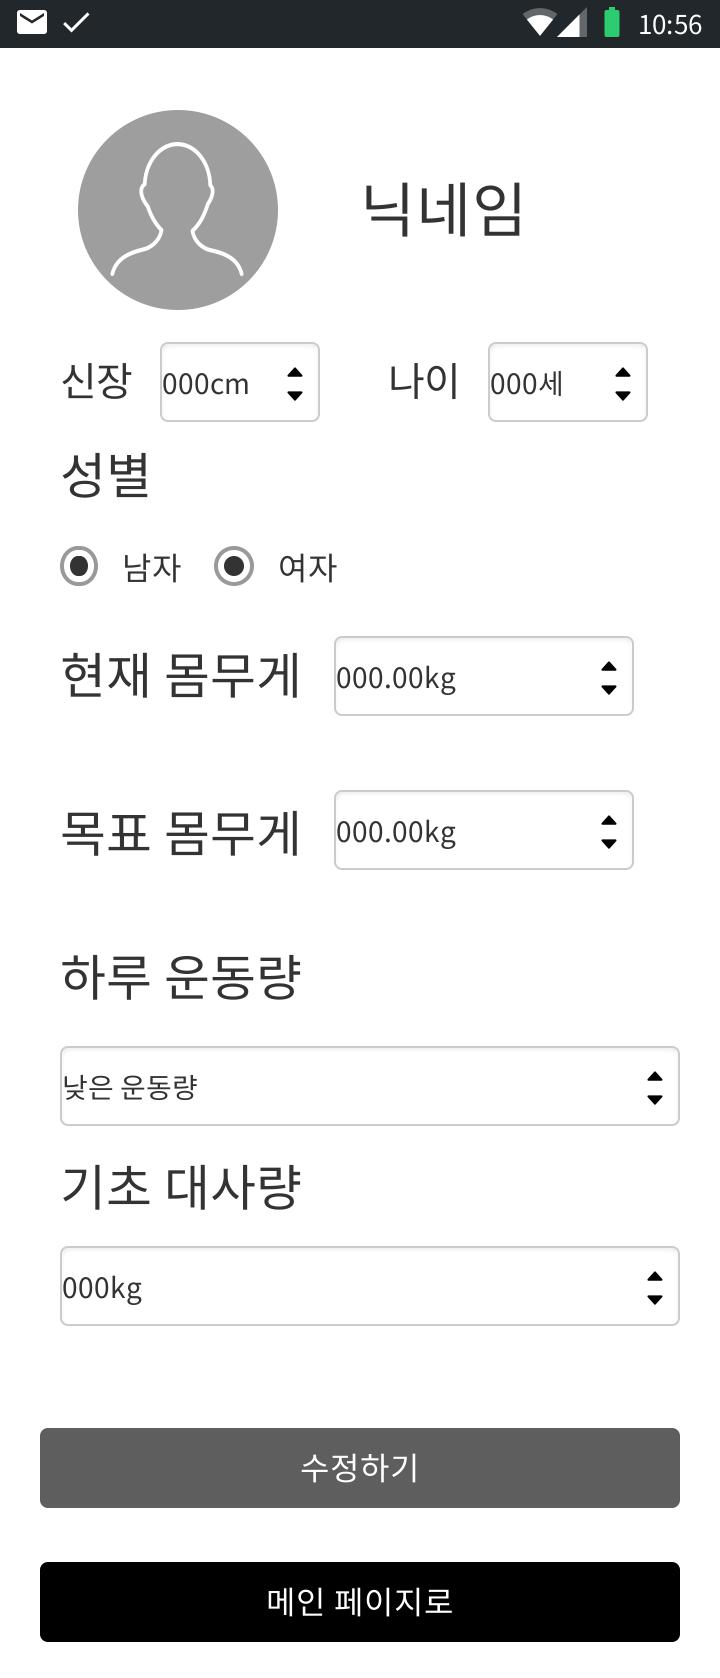 10:56
닉네임
신장 000cm 나이 000세
성별
남자 여자
현재 몸무게 000.00kg
목표 몸무게 000.00kg
하루 운동량
낮은 운동량
기초 대사량
000kg
수정하기
메인 페이지로